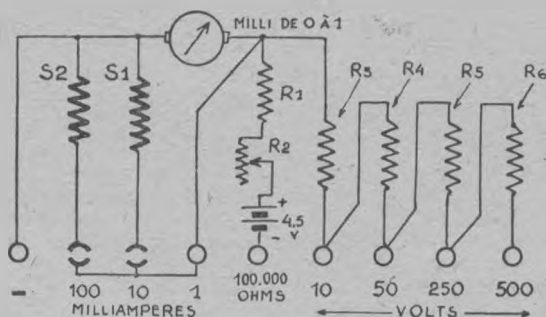 MILLI DE 0 À 1
S2 S1
R1
R2
R3 R4 R5 R6
+
4,5
V
-
- 100 10 1
MILLIAMPERES
100.000
OHMS
10 50 250 500
VOLTS